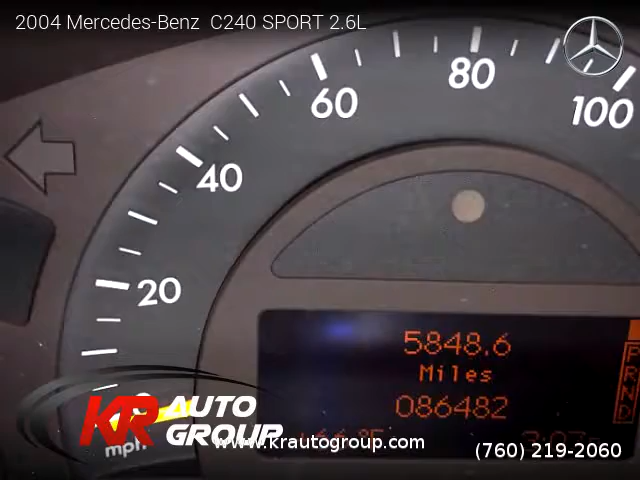 2004 Mercedes-Benz C240 SPORT 2.6L
80
60
100
40
20
5848.6
Miles
086482
P
R
N
D
KR AUTO GROUP
mph
www.krautogroup.com
(760) 219-2060